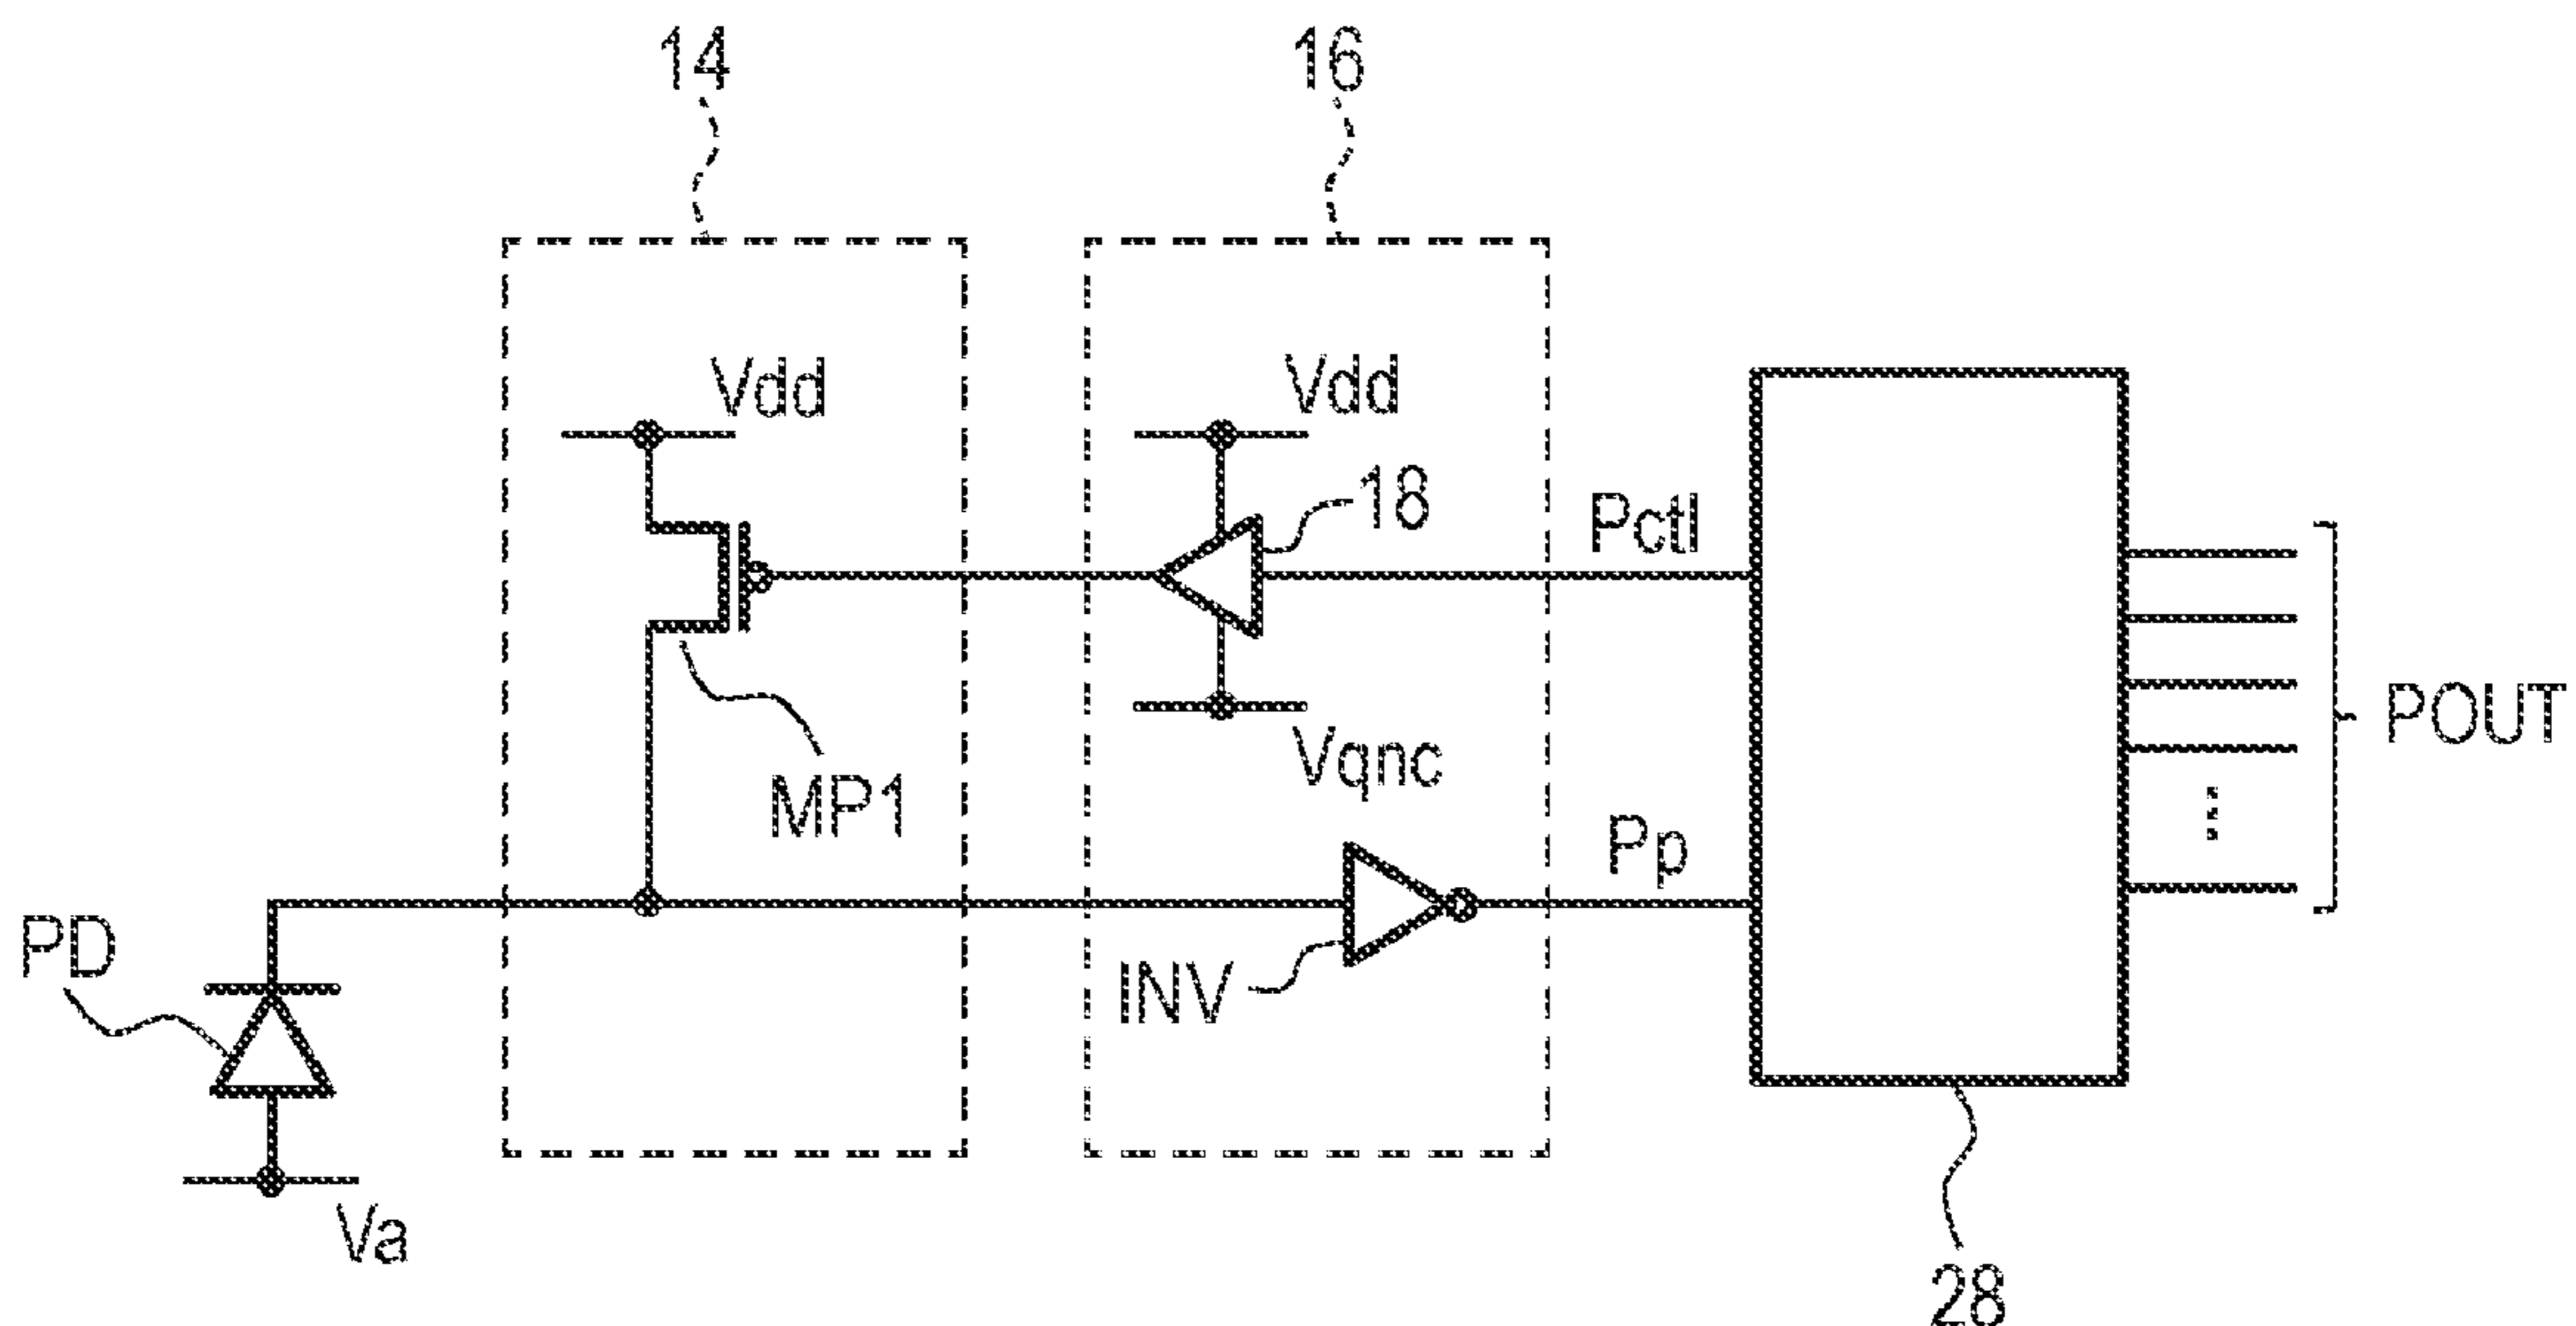 14
16
Vdd
Vdd
18
Pctl
Vqnc
MP1
POUT
Pp
PD
INV
Va
28